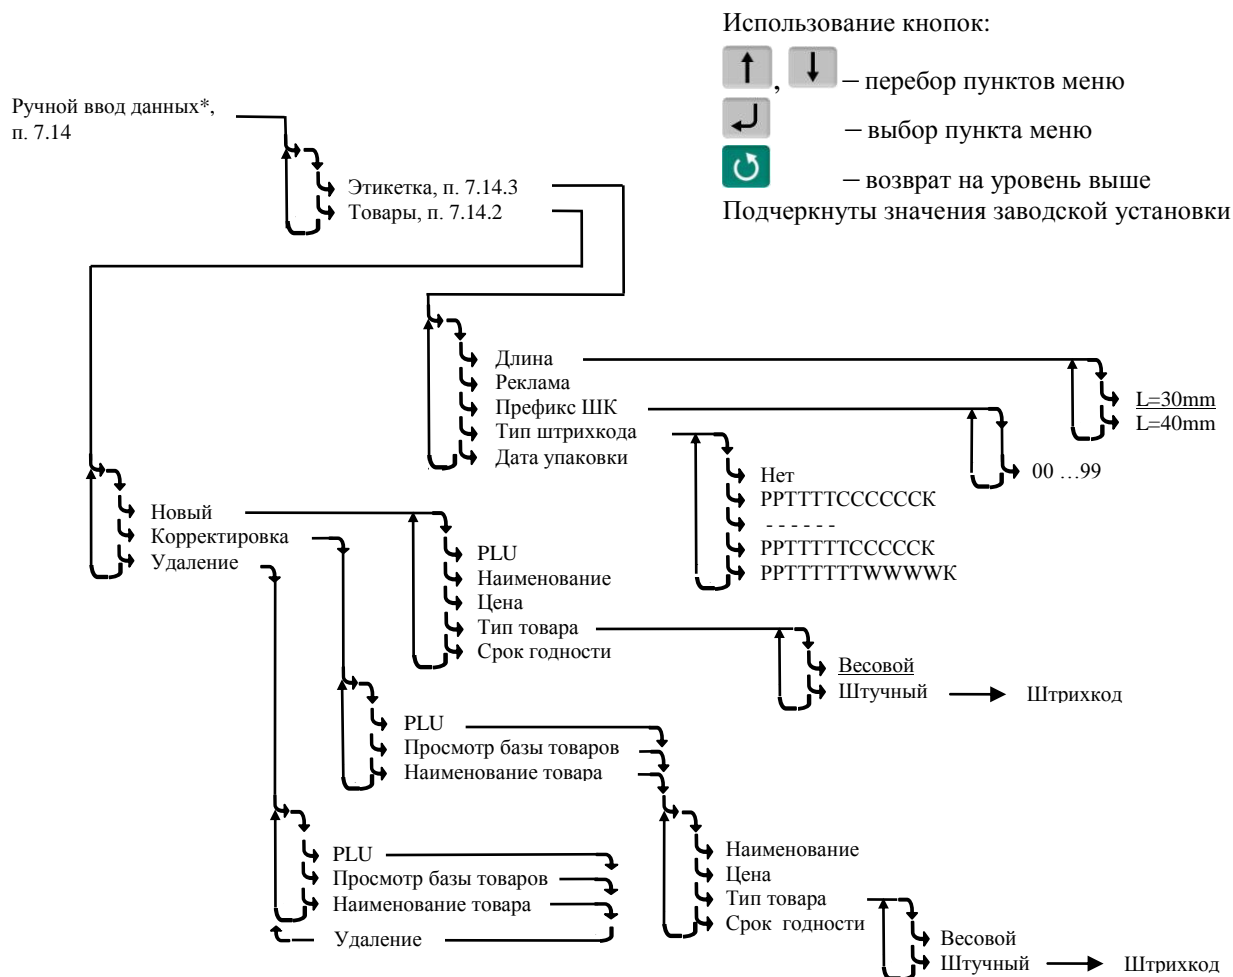 Использование кнопок:
, – перебор пунктов меню
– выбор пункта меню
– возврат на уровень выше
Подчеркнуты значения заводской установки
Ручной ввод данных*,
п. 7.14
Этикетка, п. 7.14.3
Товары, п. 7.14.2
Длина
Реклама
Префикс ШК
Тип штрихкода
Дата упаковки
L=30mm
L=40mm
00 …99
Нет
РРТТТТССССССК
- - - - - -
РРТТТТТСССССК
РРТТТТТТWWWWК
Новый
Корректировка
Удаление
PLU
Наименование
Цена
Тип товара
Срок годности
Весовой
Штучный
Штрихкод
PLU
Просмотр базы товаров
Наименование товара
PLU
Просмотр базы товаров
Наименование товара
Удаление
Наименование
Цена
Тип товара
Срок годности
Весовой
Штучный
Штрихкод